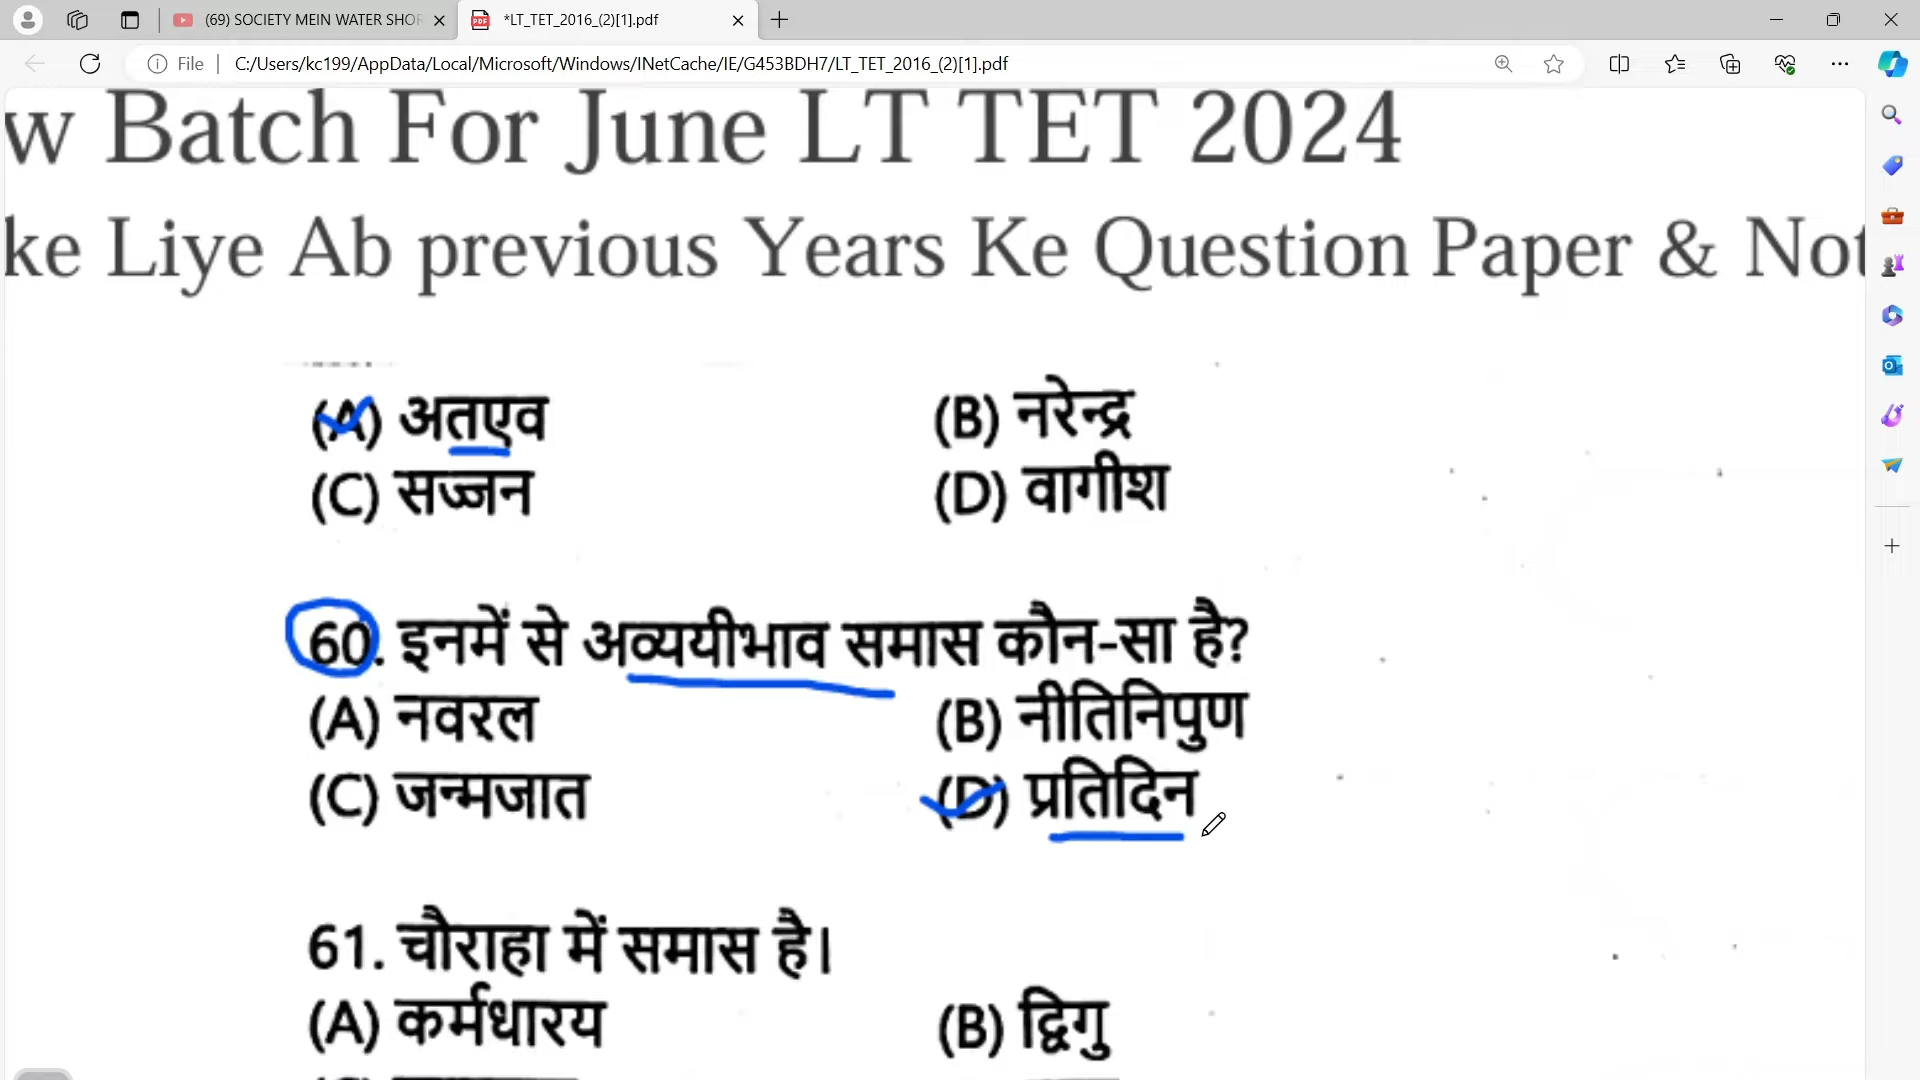 (69) SOCIETY MEIN WATER SHOR
*LT_TET_2016_(2)[1].pdf
File
C:/Users/kc199/AppData/Local/Microsoft/Windows/INetCache/IE/G453BDH7/LT_TET_2016_(2)[1].pdf
w Batch For June LT TET 2024
ke Liye Ab previous Years Ke Question Paper & Not
(A) अतएव (B) नरेन्द्र
(C) सज्जन (D) वागीश
60. इनमें से अव्ययीभाव समास कौन-सा है?
(A) नवरल (B) नीतिनिपुण
(C) जन्मजात (D) प्रतिदिन
61. चौराहा में समास है।
(A) कर्मधारय (B) द्विगु